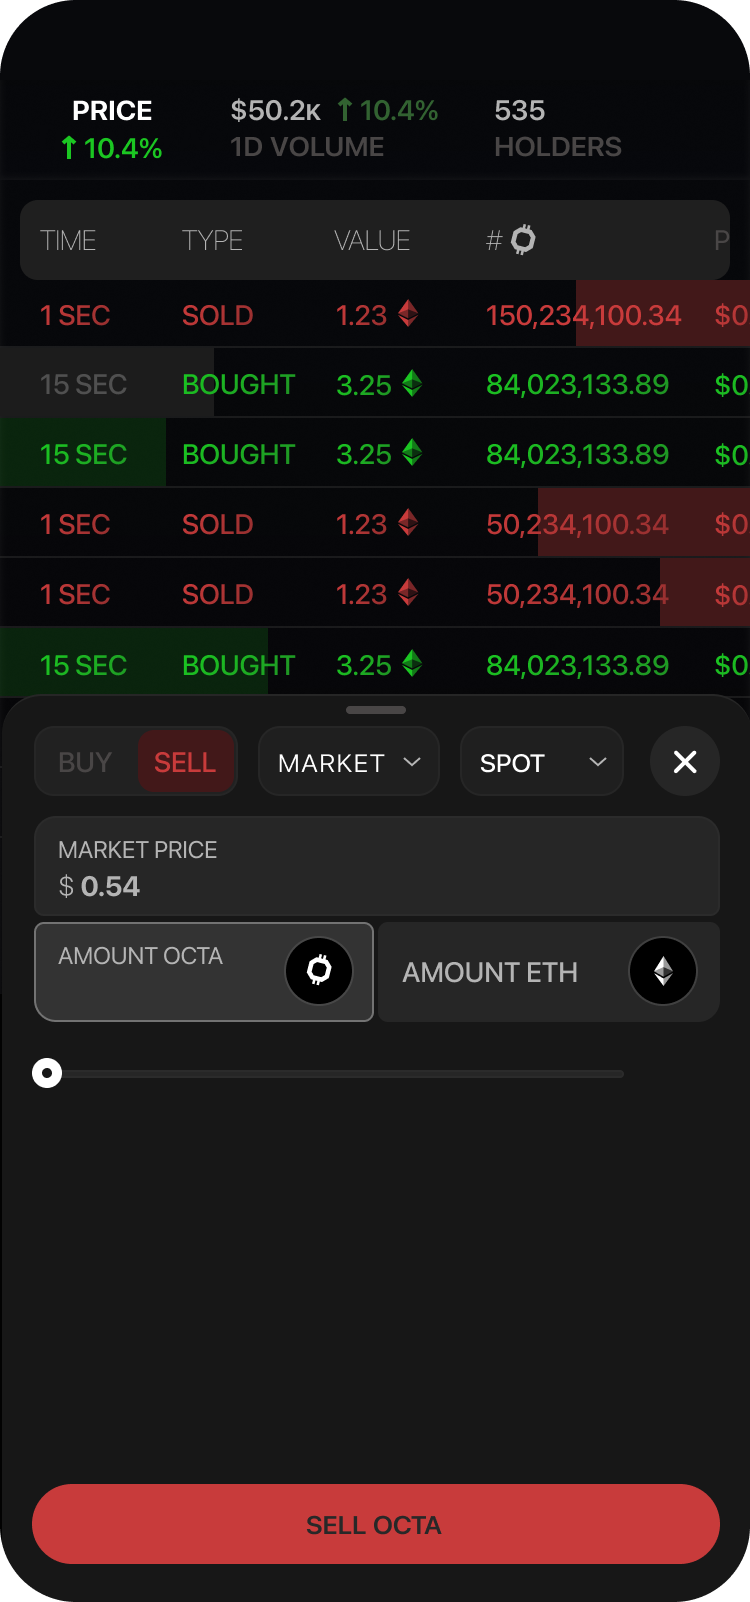 PRICE $50.2K ↑ 10.4% 535
↑ 10.4% 1D VOLUME HOLDERS
TIME TYPE VALUE # P
1 SEC SOLD 1.23 150,234,100.34 $0
15 SEC BOUGHT 3.25 84,023,133.89 $0
15 SEC BOUGHT 3.25 84,023,133.89 $0
1 SEC SOLD 1.23 50,234,100.34 $0
1 SEC SOLD 1.23 50,234,100.34 $0
15 SEC BOUGHT 3.25 84,023,133.89 $0
BUY SELL MARKET SPOT
MARKET PRICE
$ 0.54
AMOUNT OCTA AMOUNT ETH
SELL OCTA